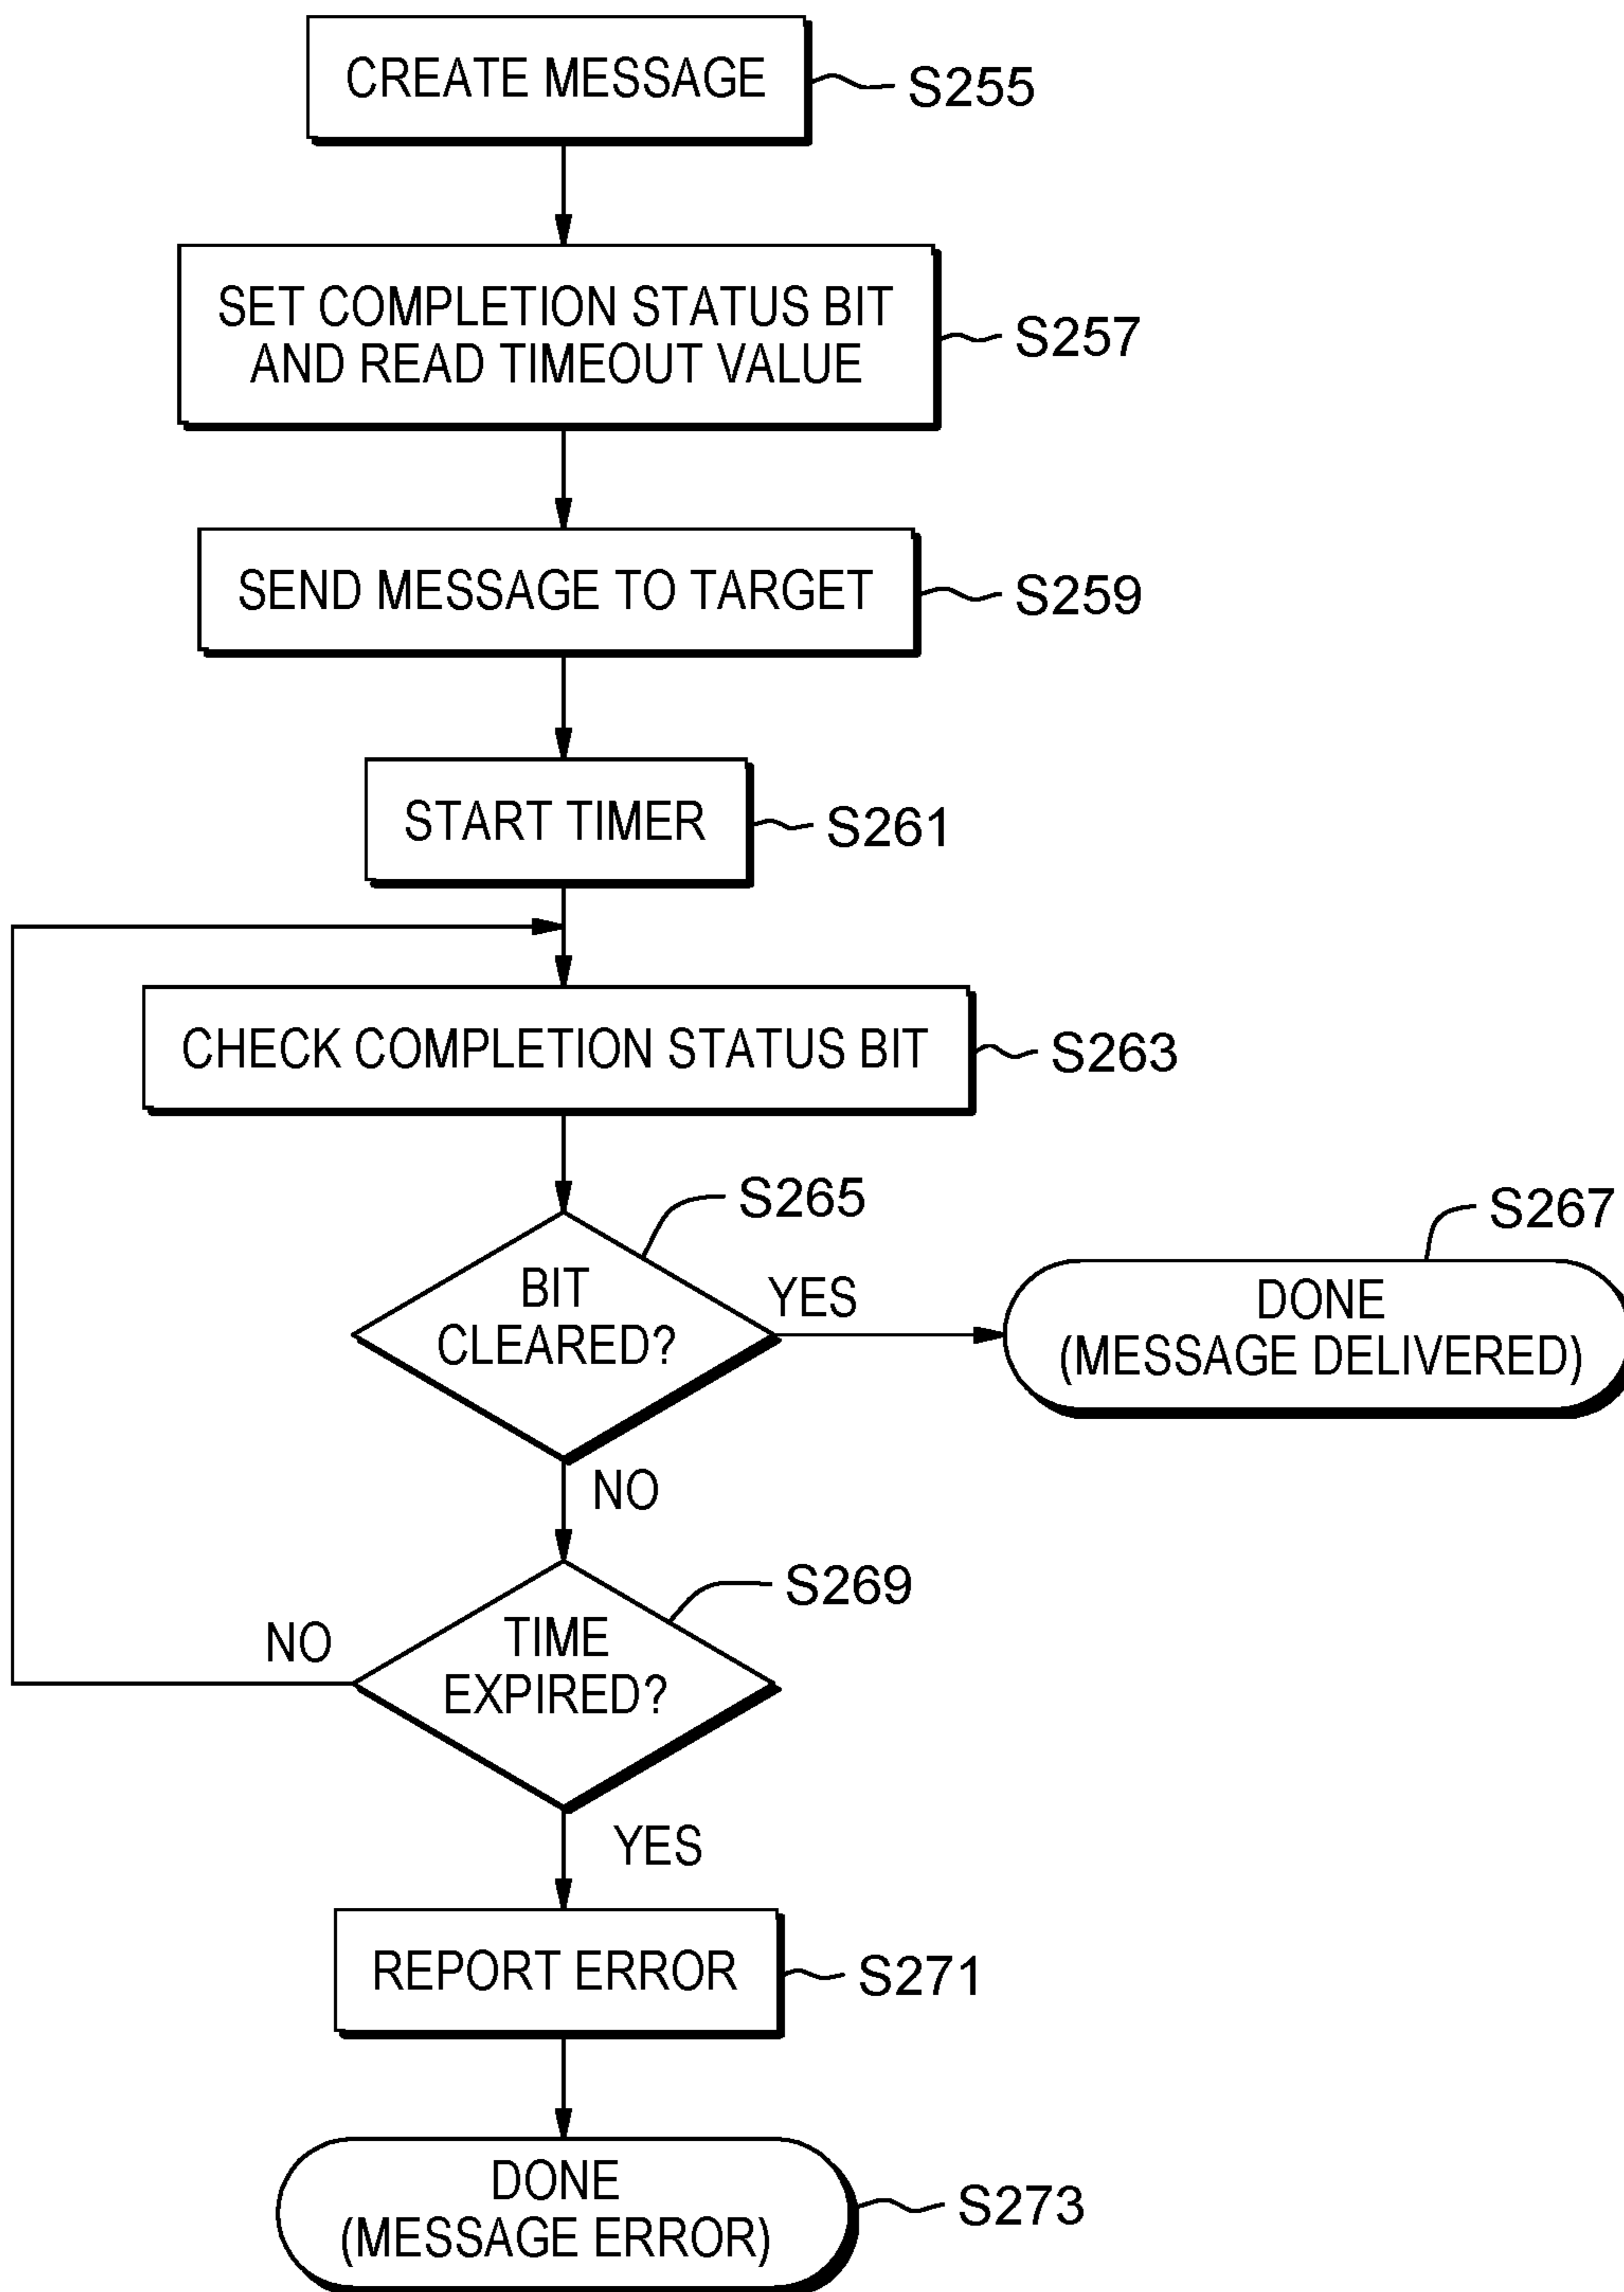 CREATE MESSAGE
S255
SET COMPLETION STATUS BIT
AND READ TIMEOUT VALUE
S257
SEND MESSAGE TO TARGET
S259
START TIMER
S261
CHECK COMPLETION STATUS BIT
S263
S265
BIT
CLEARED?
YES
S267
DONE
(MESSAGE DELIVERED)
NO
S269
TIME
EXPIRED?
NO
YES
REPORT ERROR
S271
DONE
(MESSAGE ERROR)
S273